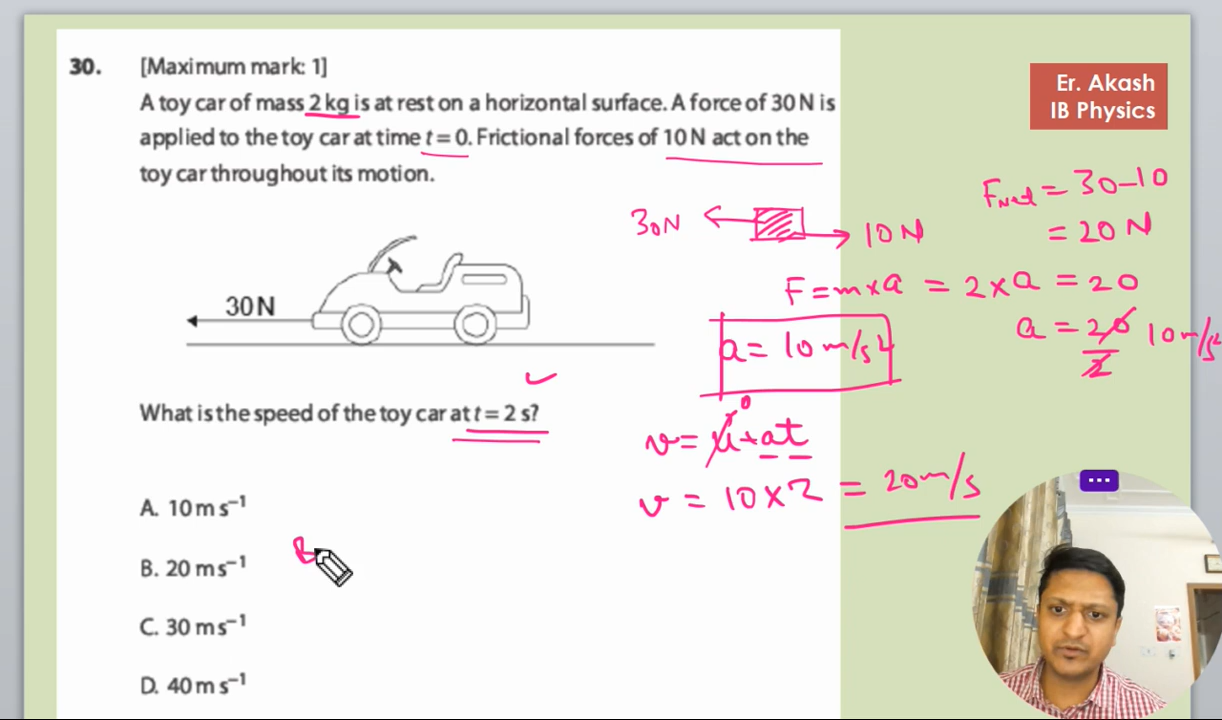 30. [Maximum mark: 1]
A toy car of mass 2 kg is at rest on a horizontal surface. A force of 30 N is
applied to the toy car at time t = 0. Frictional forces of 10 N act on the
toy car throughout its motion.
30 N
What is the speed of the toy car at t = 2 s?
A. 10 m s⁻¹
B. 20 m s⁻¹
C. 30 m s⁻¹
D. 40 m s⁻¹
Er. Akash
IB Physics
F_Net = 30-10
= 20 N
30N
10 N
F = m×a = 2×a = 20
a = 20/2 10 m/s²
a = 10 m/s²
v = u + at
0
v = 10 × 2 = 20 m/s